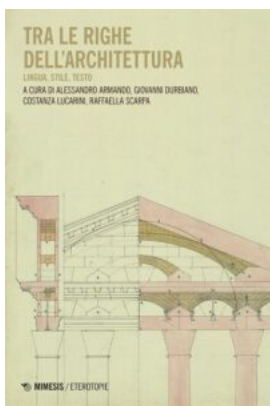 TRA LE RIGHE
DELL'ARCHITETTURA
LINGUA, STILE, TESTO
A CURA DI ALESSANDRO ARMANDO, GIOVANNI DURBIANO,
COSTANZA LUCARINI, RAFFAELLA SCARPA
MIMESIS / ETEROTOPIE